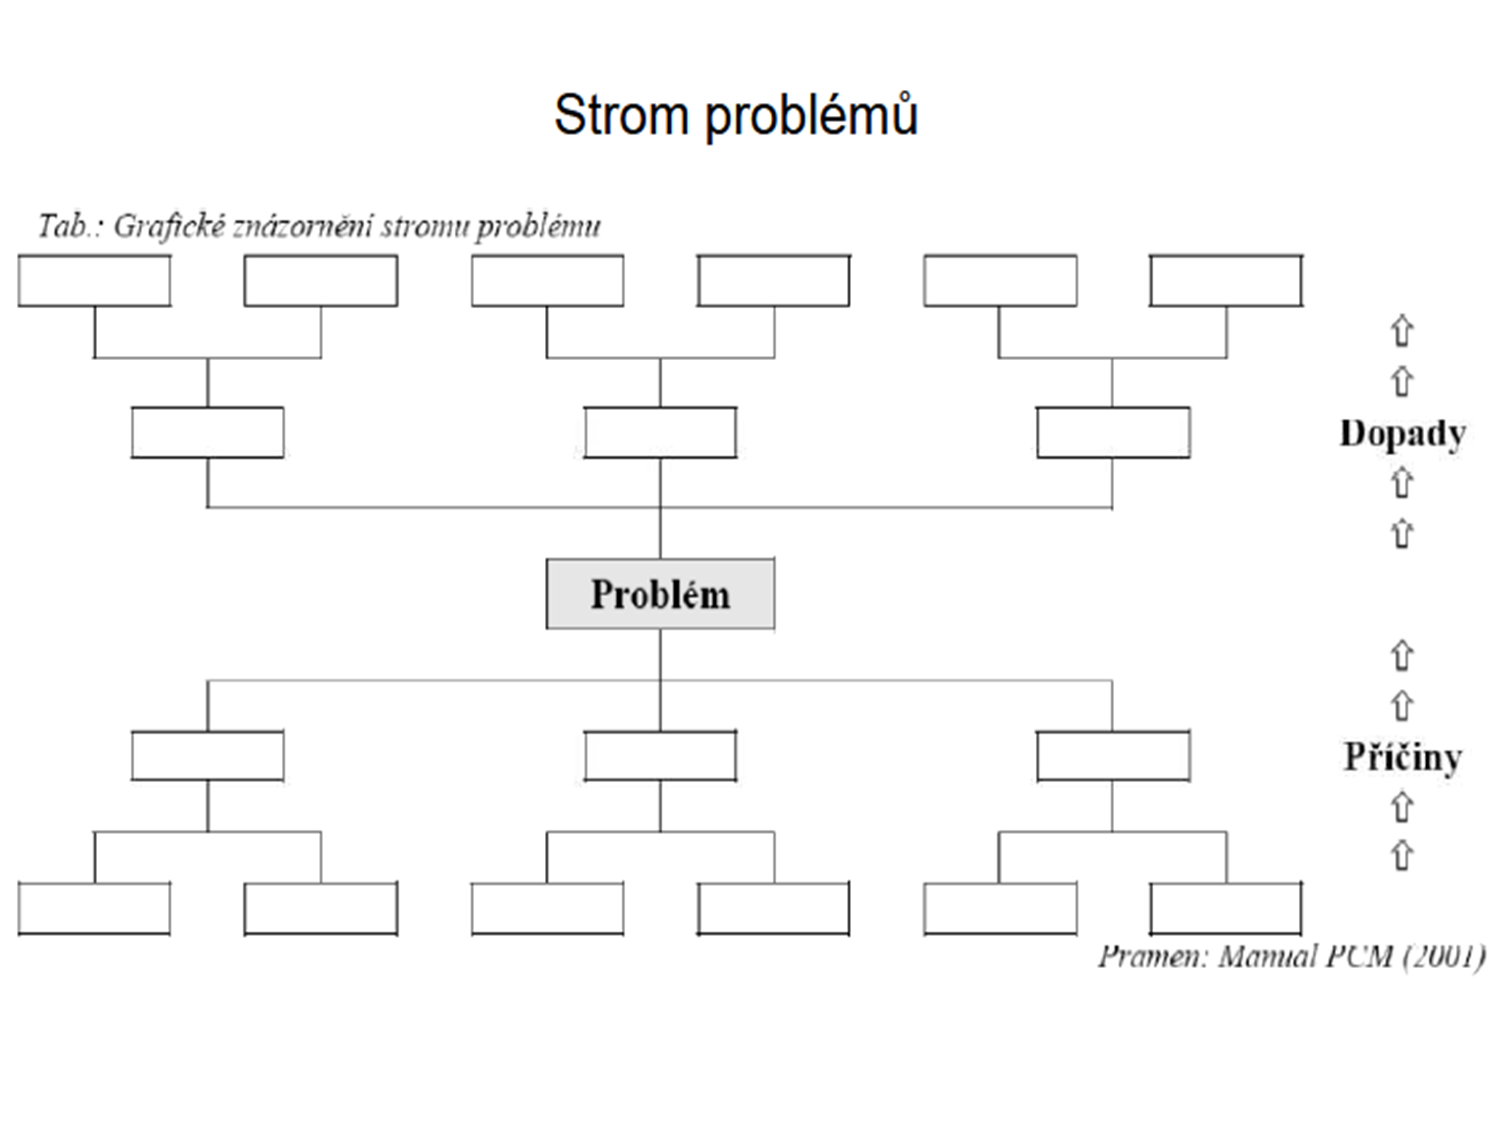 Strom problémů
Tab.: Grafické znázornění stromu problému
Dopady
Problém
Příčiny
Pramen: Manual PCM (2001)